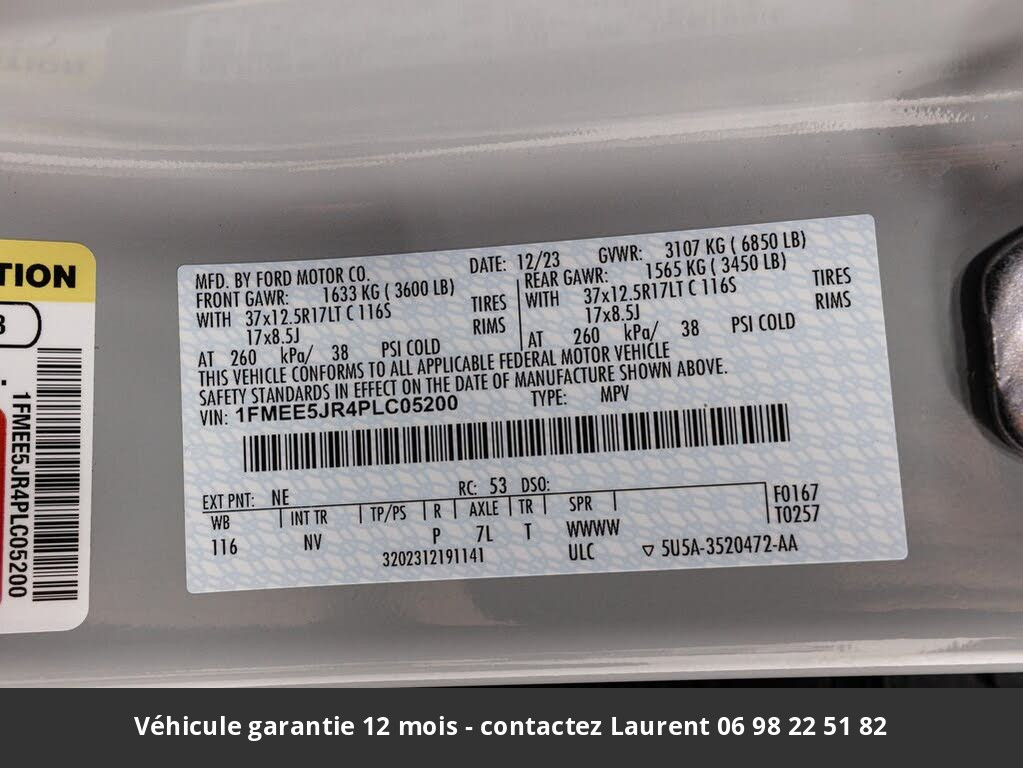 TION
3
1FMEE5JR4PLC05200
MFD. BY FORD MOTOR CO.
DATE: 12/23 GVWR: 3107 KG ( 6850 LB)
FRONT GAWR: 1633 KG ( 3600 LB)
WITH 37x12.5R17LT C 116S TIRES
17x8.5J RIMS
AT 260 kPa/ 38 PSI COLD
REAR GAWR: 1565 KG ( 3450 LB)
WITH 37x12.5R17LT C 116S TIRES
17x8.5J RIMS
AT 260 kPa/ 38 PSI COLD
THIS VEHICLE CONFORMS TO ALL APPLICABLE FEDERAL MOTOR VEHICLE
SAFETY STANDARDS IN EFFECT ON THE DATE OF MANUFACTURE SHOWN ABOVE.
VIN: 1FMEE5JR4PLC05200 TYPE: MPV
EXT PNT: NE RC: 53 DSO:
WB INT TR TP/PS R AXLE TR SPR F0167
T0257
116 NV P 7L T WWWW
3202312191141 ULC 5U5A-3520472-AA
Véhicule garantie 12 mois - contactez Laurent 06 98 22 51 82